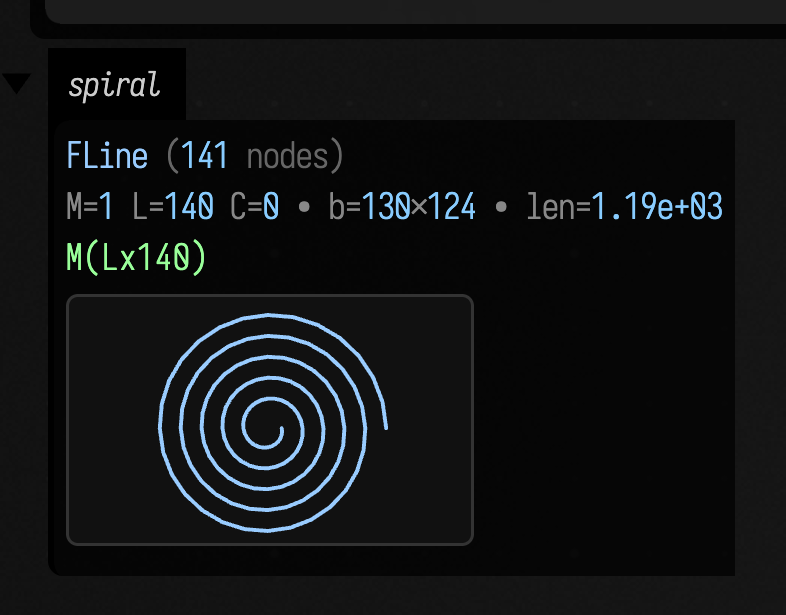 spiral
FLine (141 nodes)
M=1 L=140 C=0 • b=130×124 • len=1.19e+03
M(Lx140)